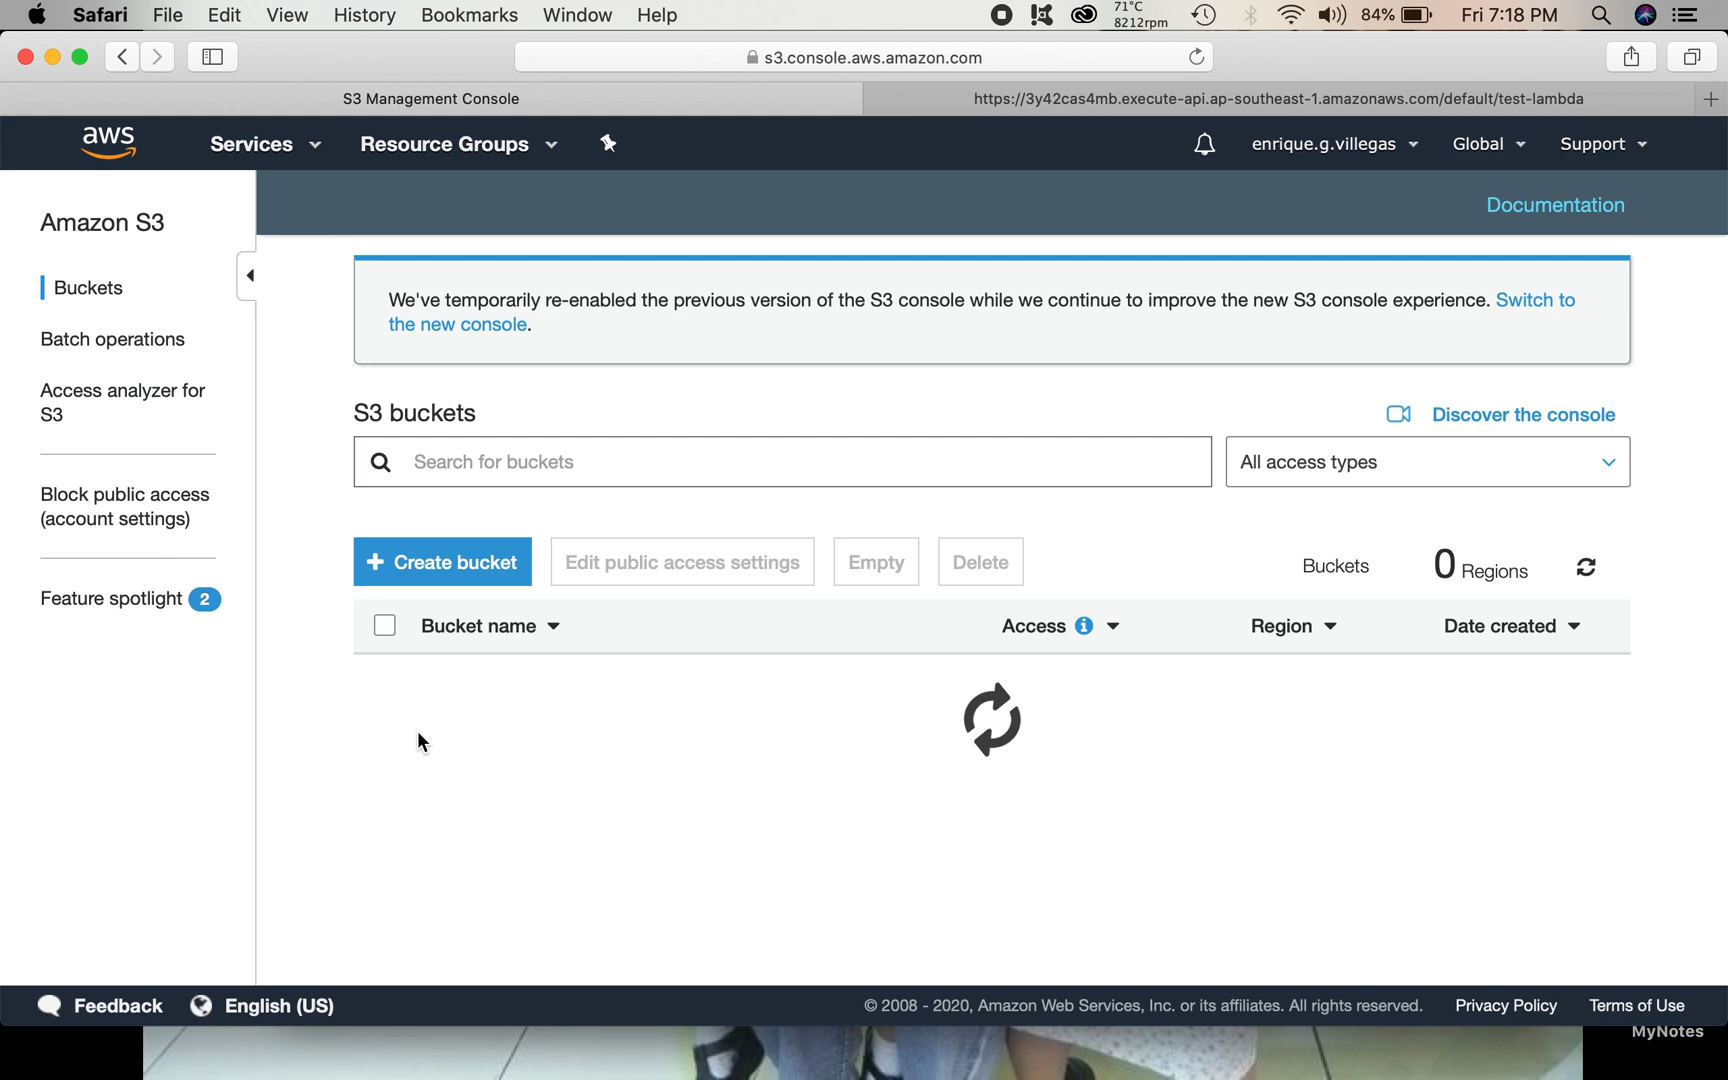 Safari File Edit View History Bookmarks Window Help
71°C
8212rpm
84% Fri 7:18 PM
s3.console.aws.amazon.com
S3 Management Console
https://3y42cas4mb.execute-api.ap-southeast-1.amazonaws.com/default/test-lambda
aws Services Resource Groups enrique.g.villegas Global Support
Documentation
Amazon S3
Buckets
Batch operations
Access analyzer for
S3
Block public access
(account settings)
Feature spotlight 2
We've temporarily re-enabled the previous version of the S3 console while we continue to improve the new S3 console experience. Switch to
the new console.
S3 buckets
Discover the console
Search for buckets
All access types
+ Create bucket Edit public access settings Empty Delete
Buckets 0 Regions
Bucket name Access Region Date created
Feedback English (US)
© 2008 - 2020, Amazon Web Services, Inc. or its affiliates. All rights reserved. Privacy Policy Terms of Use
MyNotes